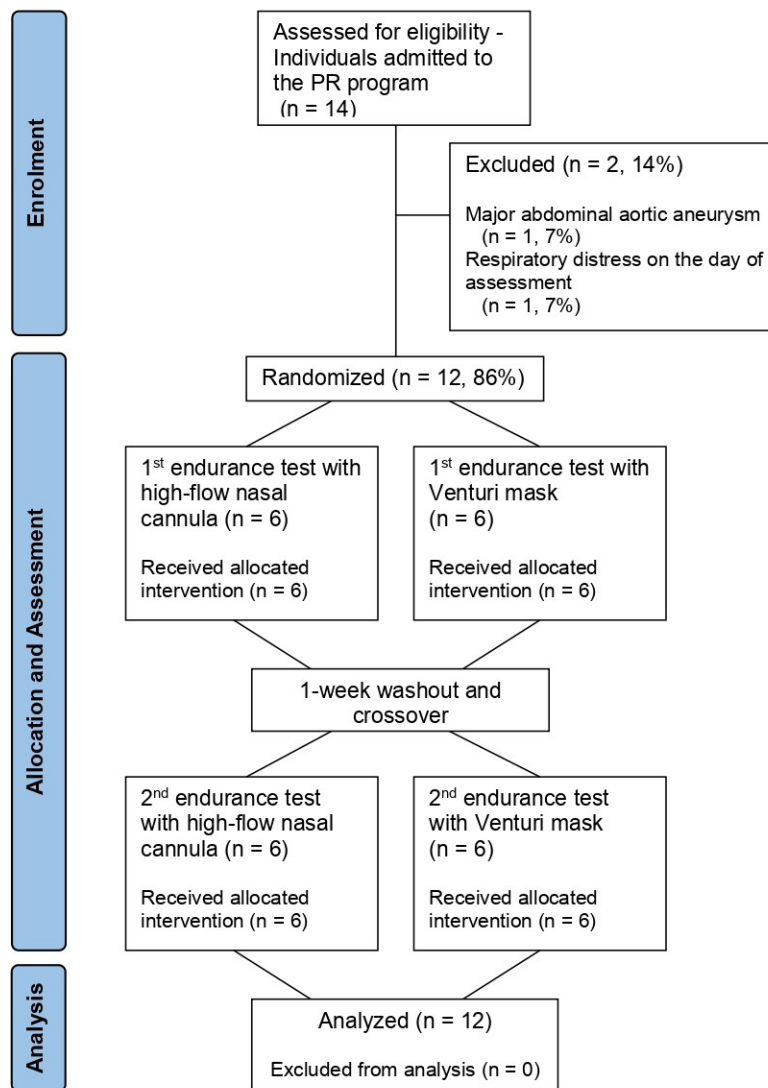 Enrolment
Assessed for eligibility -
Individuals admitted to
the PR program
(n = 14)
Excluded (n = 2, 14%)
Major abdominal aortic aneurysm
(n = 1, 7%)
Respiratory distress on the day of
assessment
(n = 1, 7%)
Allocation and Assessment
Randomized (n = 12, 86%)
1st endurance test with
high-flow nasal
cannula (n = 6)
Received allocated
intervention (n = 6)
1st endurance test with
Venturi mask
(n = 6)
Received allocated
intervention (n = 6)
1-week washout and
crossover
2nd endurance test
with high-flow nasal
cannula (n = 6)
Received allocated
intervention (n = 6)
2nd endurance test
with Venturi mask
(n = 6)
Received allocated
intervention (n = 6)
Analysis
Analyzed (n = 12)
Excluded from analysis (n = 0)